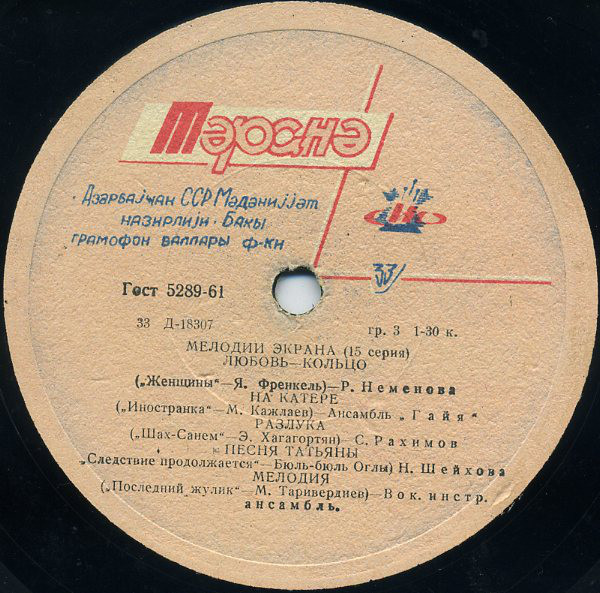 Тәранә
Азәрбајҹан ССР Мәдәнијјәт
назирлији · Бакы
грамофон валлары ф-ки
33
Гост 5289-61
33 Д-18307 гр. 3 1-30 к.
МЕЛОДИИ ЭКРАНА (15 серия)
ЛЮБОВЬ—КОЛЬЦО
(„Женщины“—Я. Френкель)—Р. Неменова
НА КАТЕРЕ
(„Иностранка“—М. Кажлаев)—Ансамбль „Гайя“
РАЗЛУКА
(„Шах-Санем“—Э. Хагагортян) С. Рахимов
ПЕСНЯ ТАТЬЯНЫ
„Следствие продолжается“—Бюль-бюль Оглы) Н. Шейхова
МЕЛОДИЯ
(„Последний жулик“—М. Таривердиев)—Вок. инстр.
ансамбль.